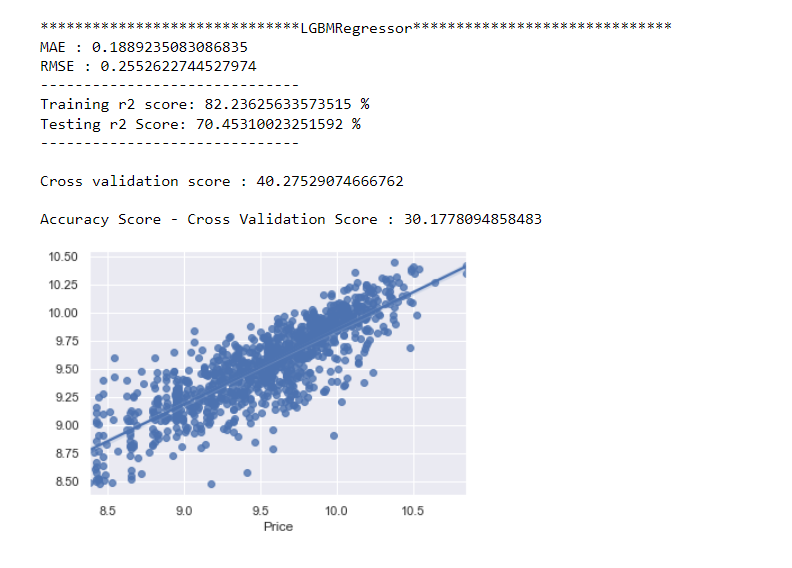 *****************************LGBMRegressor*****************************
MAE : 0.1889235083086835
RMSE : 0.2552622744527974
------------------------------
Training r2 score: 82.23625633573515 %
Testing r2 Score: 70.45310023251592 %
------------------------------
Cross validation score : 40.27529074666762
Accuracy Score - Cross Validation Score : 30.1778094858483
10.50
10.25
10.00
9.75
9.50
9.25
9.00
8.75
8.50
8.5 9.0 9.5 10.0 10.5
Price